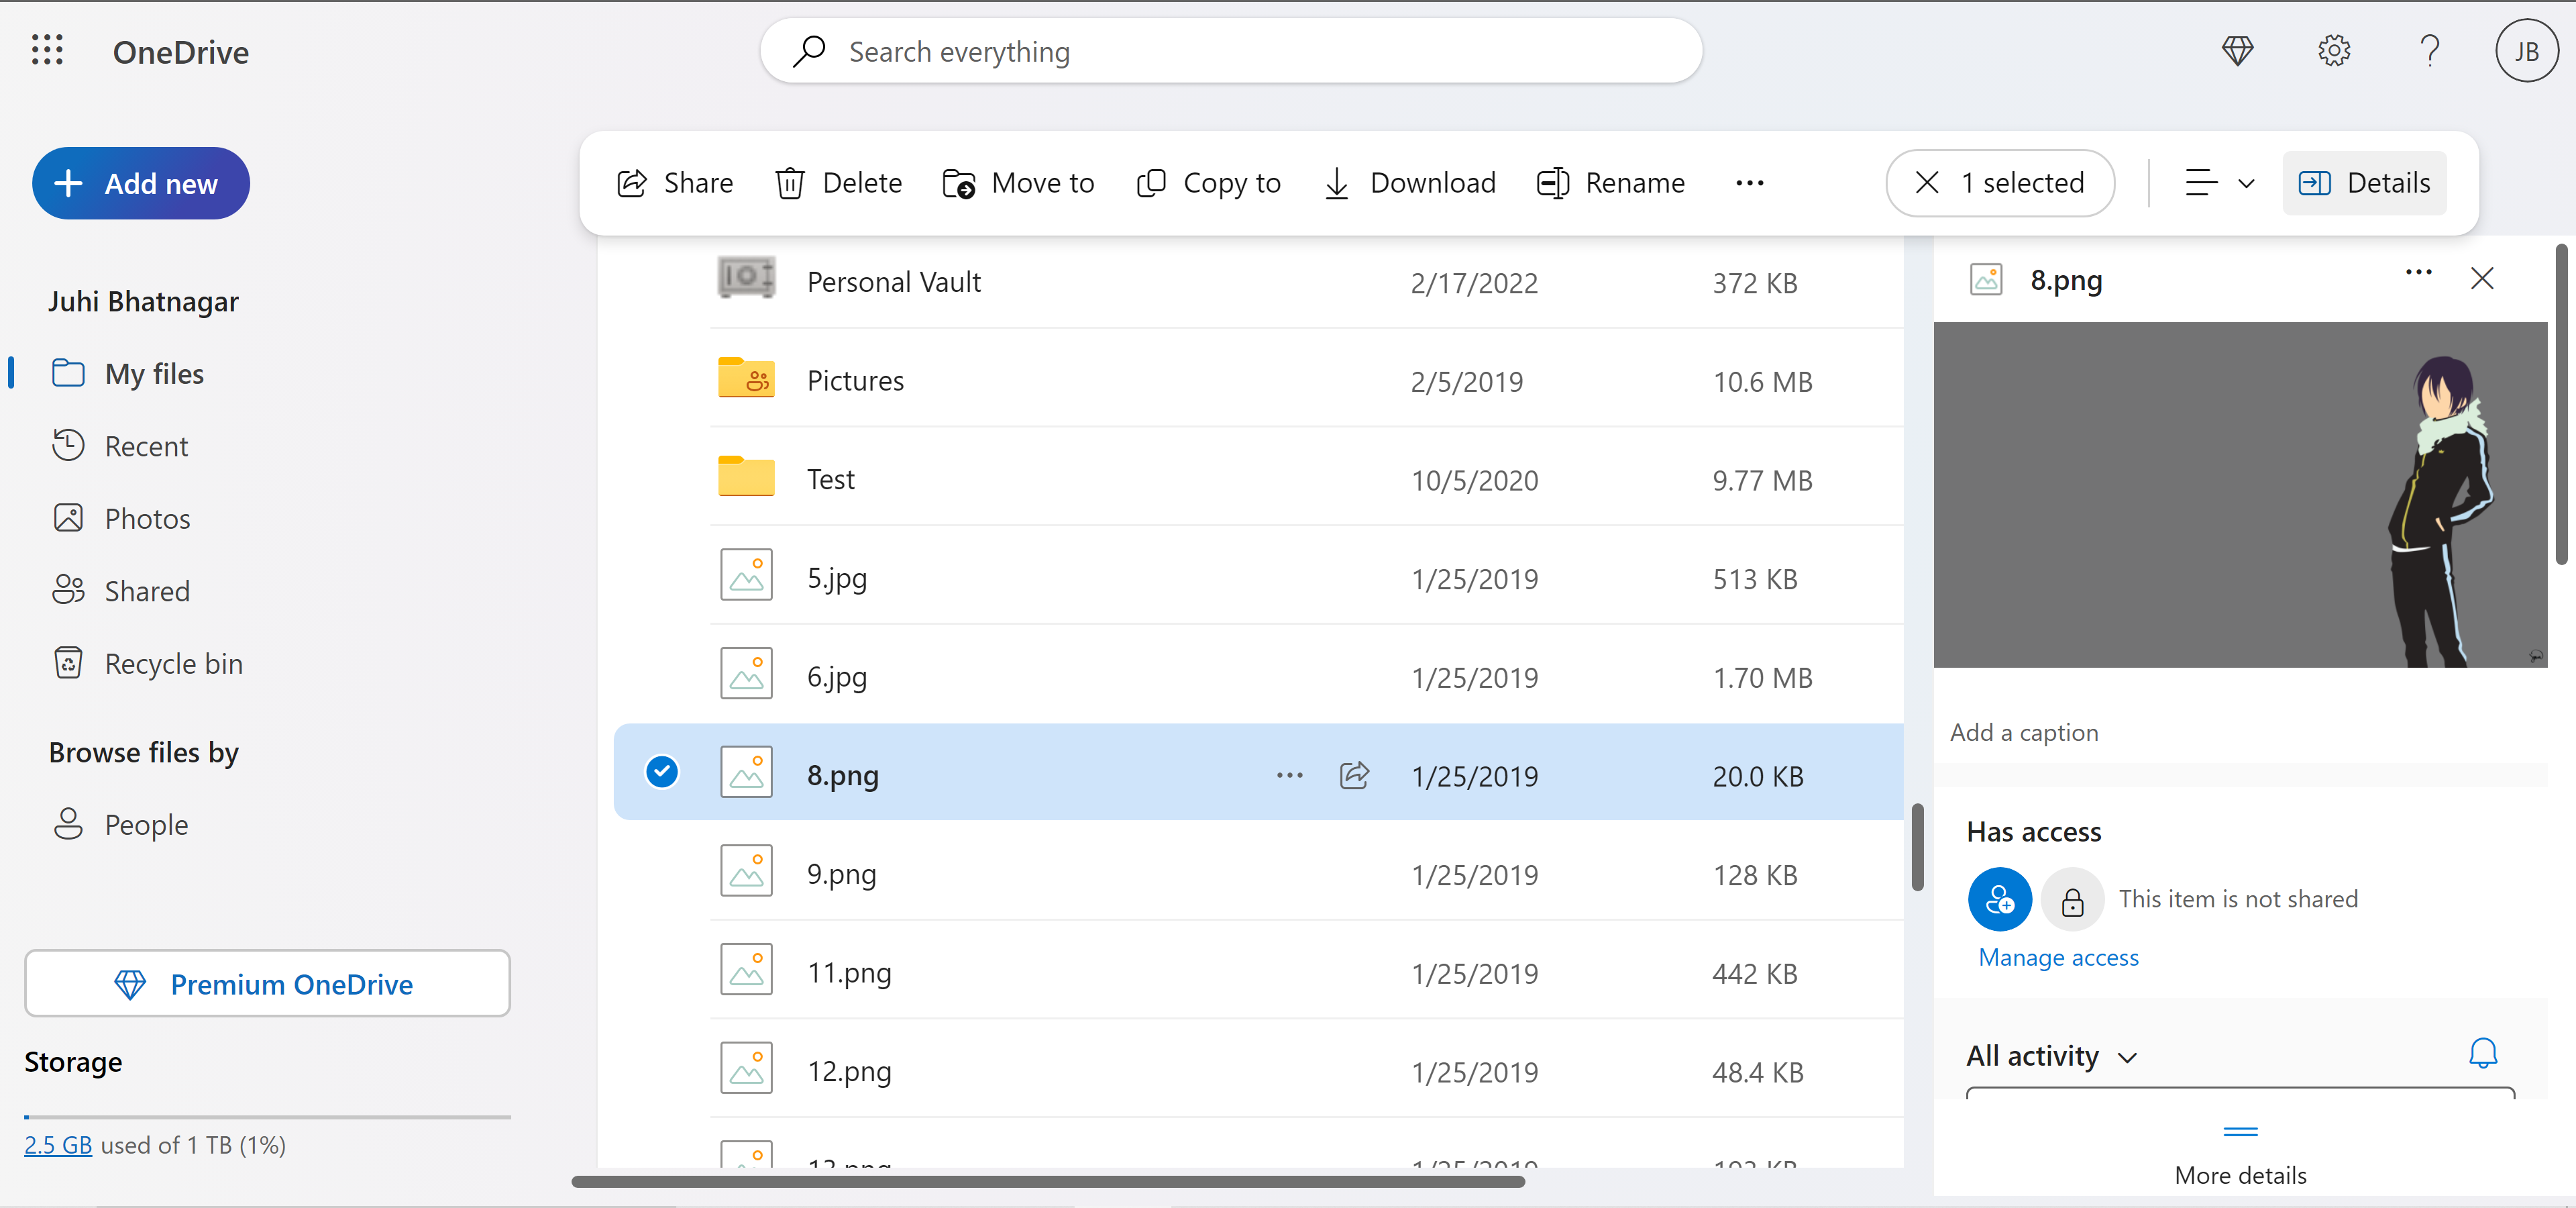 OneDrive
Search everything
JB
Add new
Share Delete Move to Copy to Download Rename ... 1 selected Details
Juhi Bhatnagar
My files
Recent
Photos
Shared
Recycle bin
Browse files by
People
Premium OneDrive
Storage
2.5 GB used of 1 TB (1%)
Personal Vault 2/17/2022 372 KB
Pictures 2/5/2019 10.6 MB
Test 10/5/2020 9.77 MB
5.jpg 1/25/2019 513 KB
6.jpg 1/25/2019 1.70 MB
8.png 1/25/2019 20.0 KB
9.png 1/25/2019 128 KB
11.png 1/25/2019 442 KB
12.png 1/25/2019 48.4 KB
8.png
Add a caption
Has access
This item is not shared
Manage access
All activity
More details